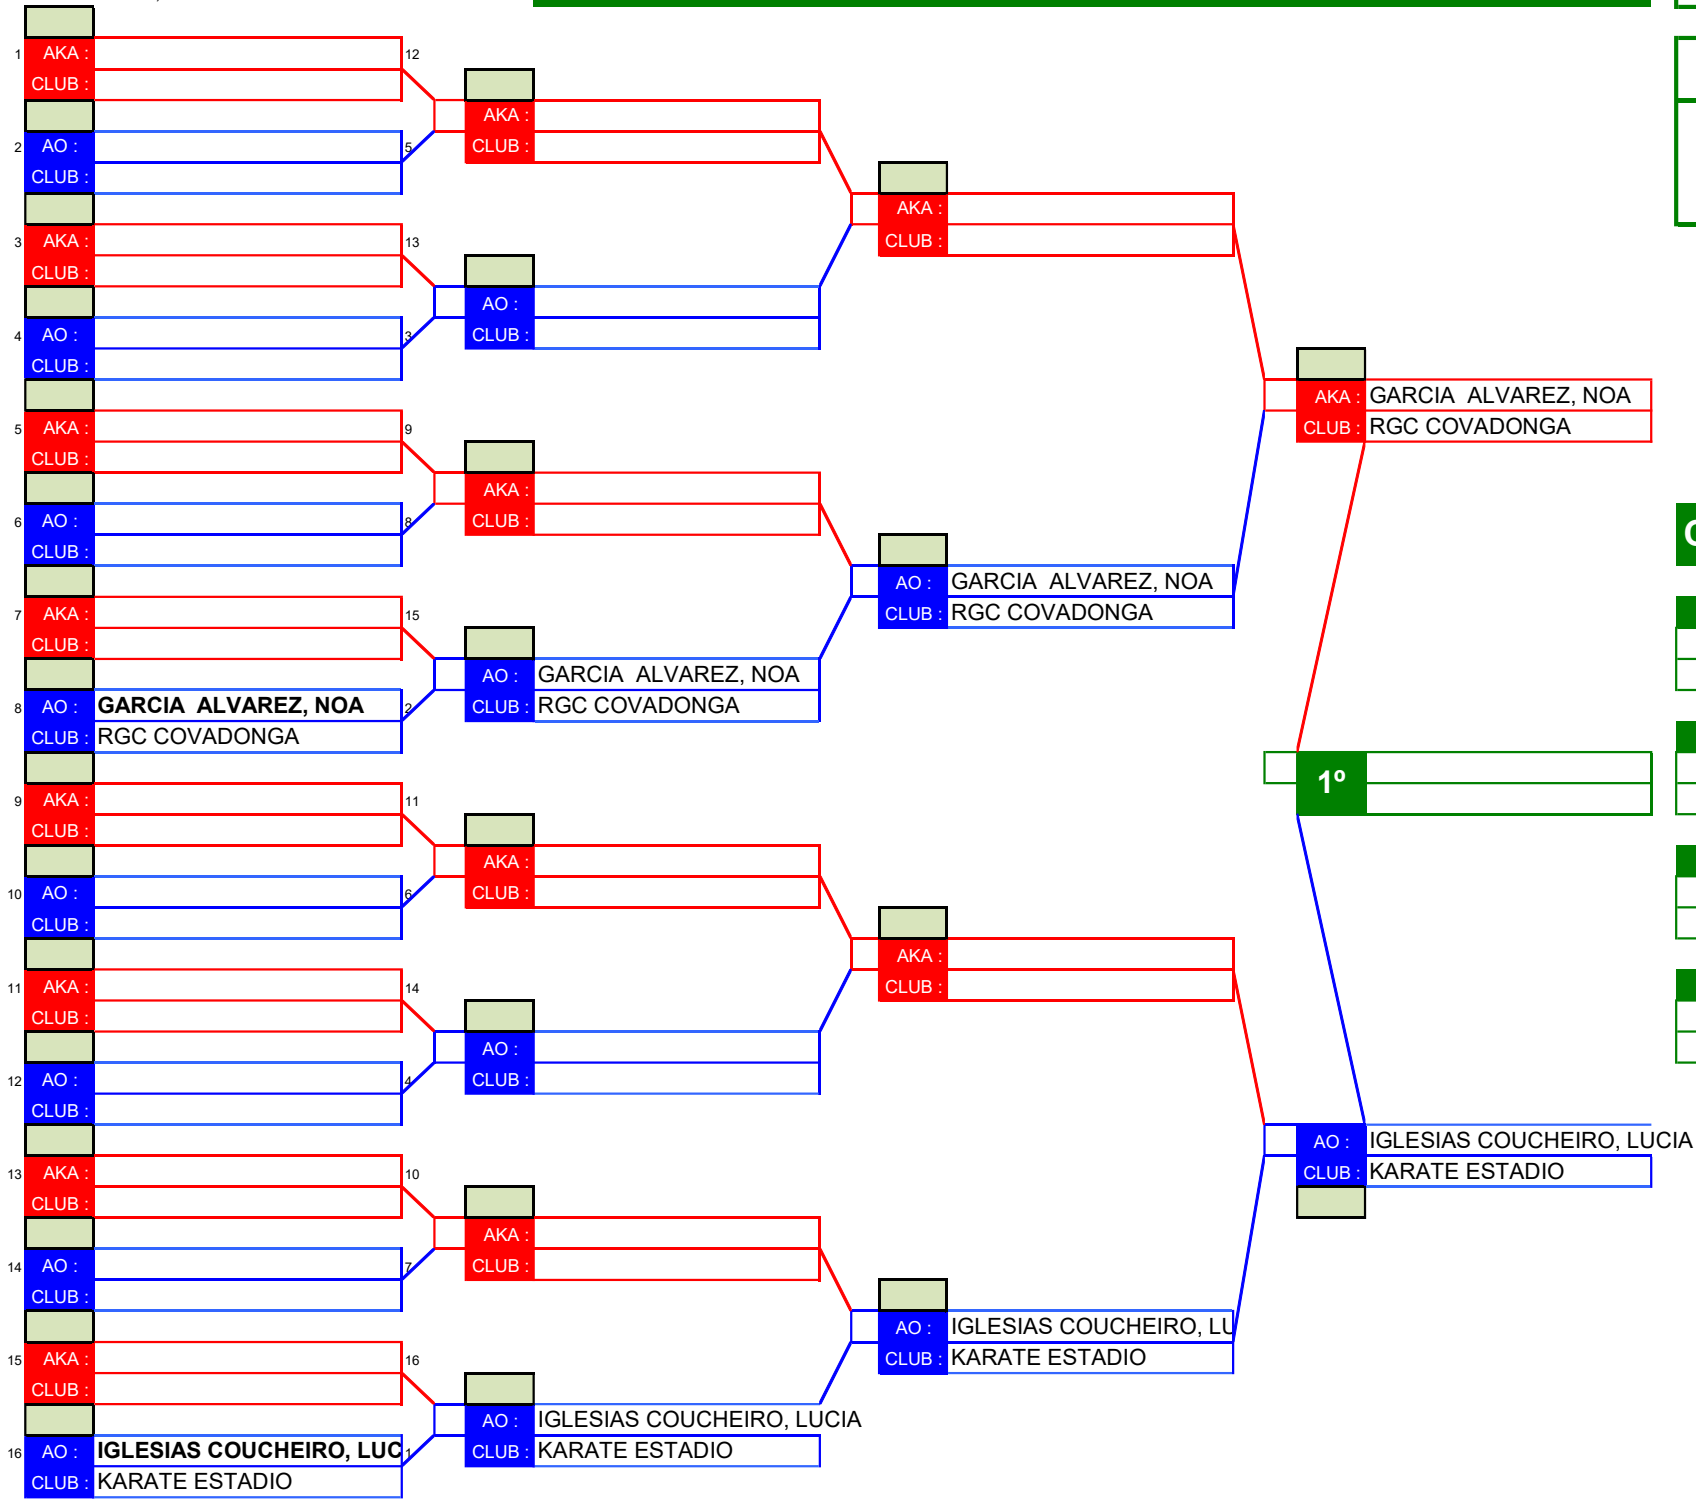 1 AKA : 12
CLUB :
2 AO : 5
CLUB :
3 AKA : 13
CLUB :
4 AO : 3
CLUB :
5 AKA : 9
CLUB :
6 AO : 8
CLUB :
7 AKA : 15
CLUB :
8 AO : GARCIA  ALVAREZ, NOA 2
CLUB : RGC COVADONGA
9 AKA : 11
CLUB :
10 AO : 6
CLUB :
11 AKA : 14
CLUB :
12 AO : 4
CLUB :
13 AKA : 10
CLUB :
14 AO : 7
CLUB :
15 AKA : 16
CLUB :
16 AO : IGLESIAS COUCHEIRO, LUC 1
CLUB : KARATE ESTADIO
AKA :
CLUB :
AO :
CLUB :
AKA :
CLUB :
AO : GARCIA  ALVAREZ, NOA
CLUB : RGC COVADONGA
AKA :
CLUB :
AO :
CLUB :
AKA :
CLUB :
AO : IGLESIAS COUCHEIRO, LUCIA
CLUB : KARATE ESTADIO
AKA :
CLUB :
AO : GARCIA  ALVAREZ, NOA
CLUB : RGC COVADONGA
AKA :
CLUB :
AO : IGLESIAS COUCHEIRO, LU
CLUB : KARATE ESTADIO
AKA : GARCIA  ALVAREZ, NOA
CLUB : RGC COVADONGA
1º
AO : IGLESIAS COUCHEIRO, LUCIA
CLUB : KARATE ESTADIO